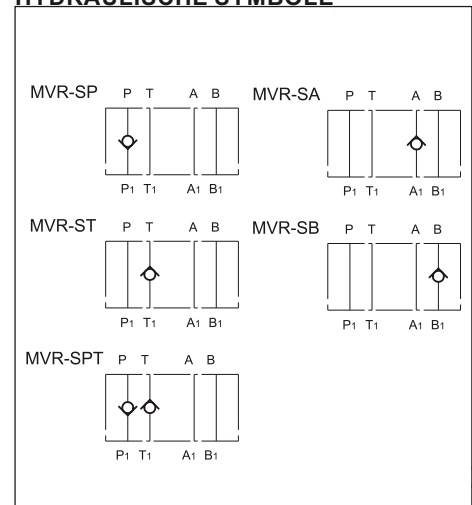 HYDRAULISCHE SYMBOLE
MVR-SP P T A B
P1 T1 A1 B1
MVR-SA P T A B
P1 T1 A1 B1
MVR-ST P T A B
P1 T1 A1 B1
MVR-SB P T A B
P1 T1 A1 B1
MVR-SPT P T A B
P1 T1 A1 B1